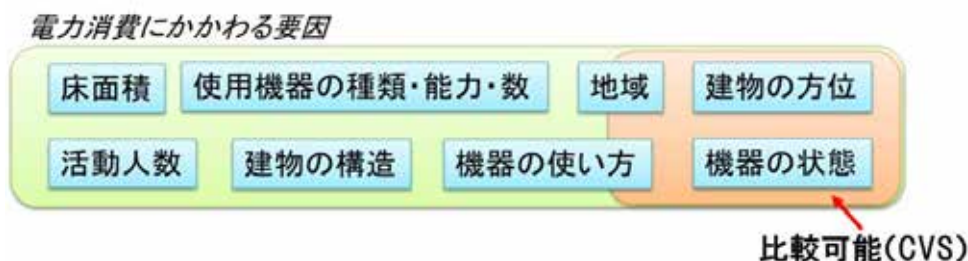 電力消費にかかわる要因
床面積 使用機器の種類・能力・数 地域 建物の方位
活動人数 建物の構造 機器の使い方 機器の状態
比較可能(CVS)